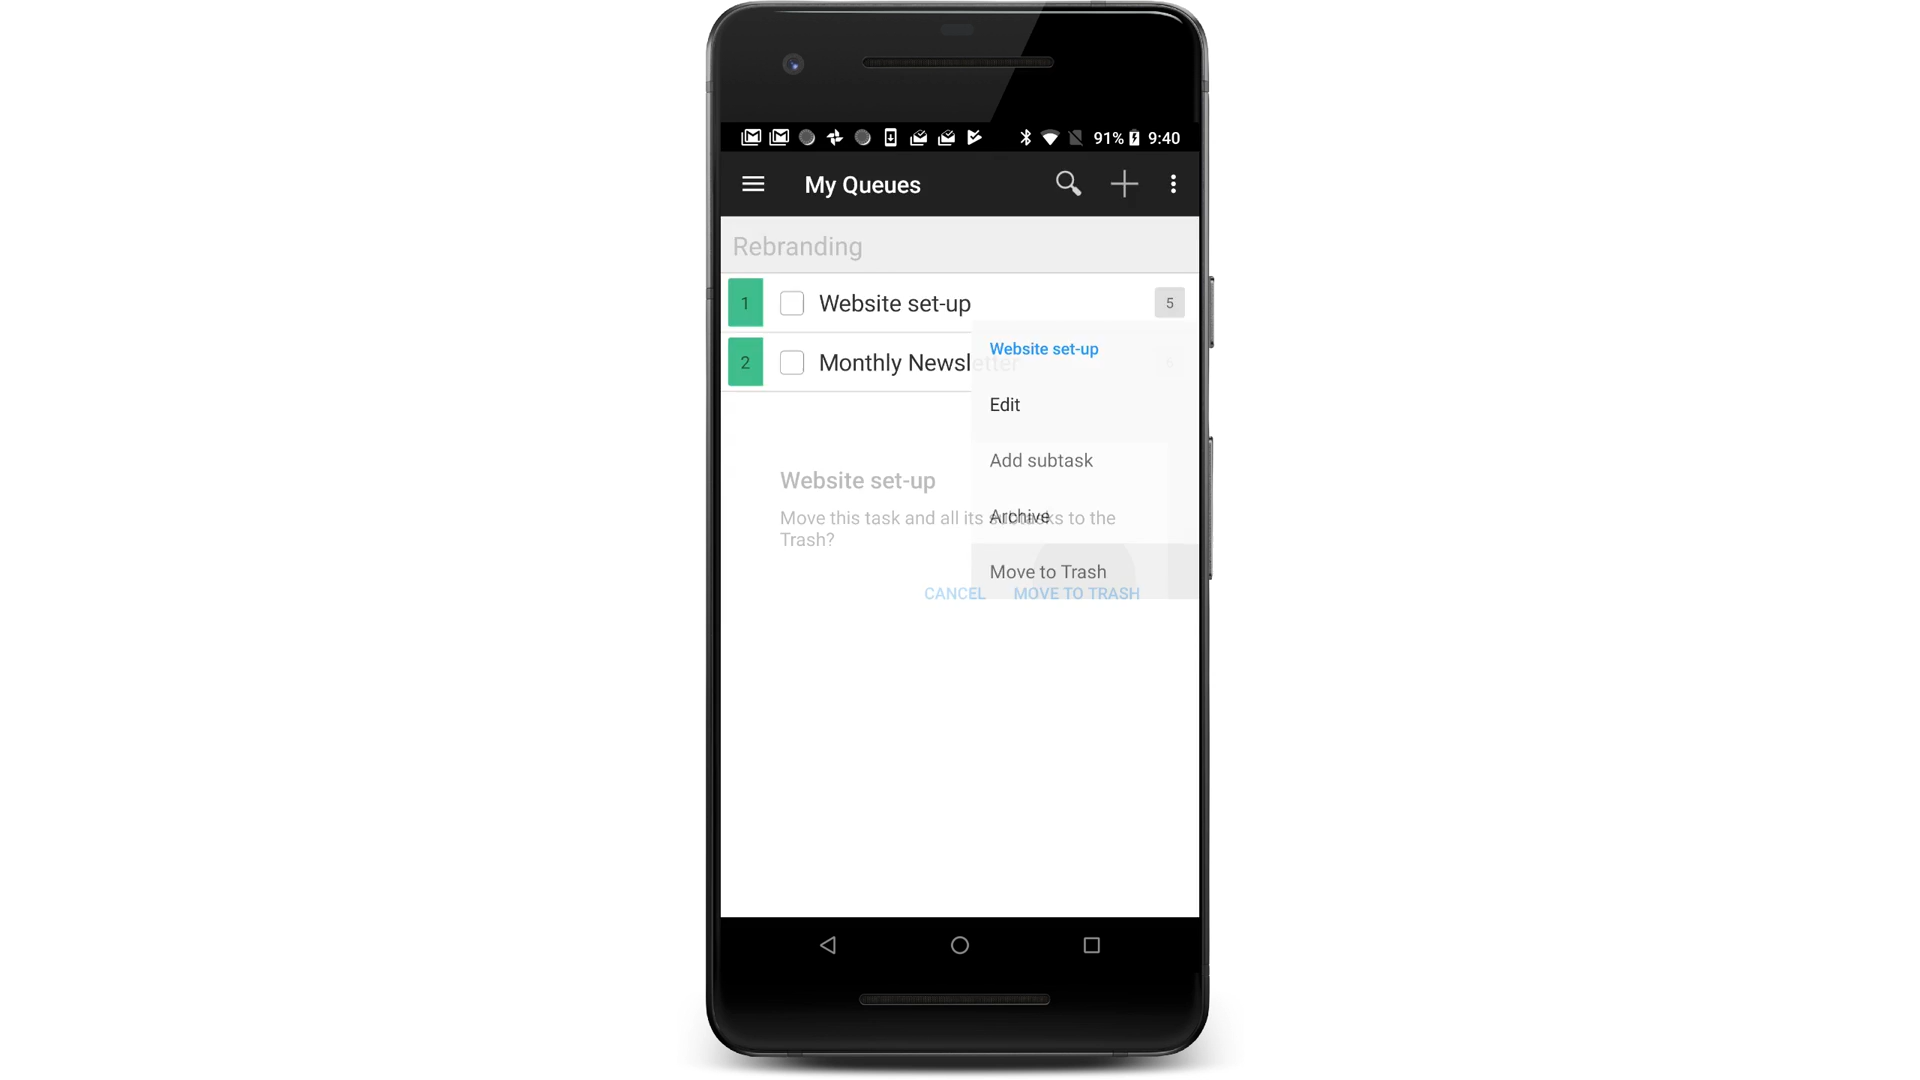 91% 9:40
My Queues
Rebranding
1 Website set-up 5
Website set-up
2 Monthly Newsletter 6
Edit
Add subtask
Website set-up
Archive
Move this task and all its subtasks to the
Trash?
Move to Trash
CANCEL MOVE TO TRASH